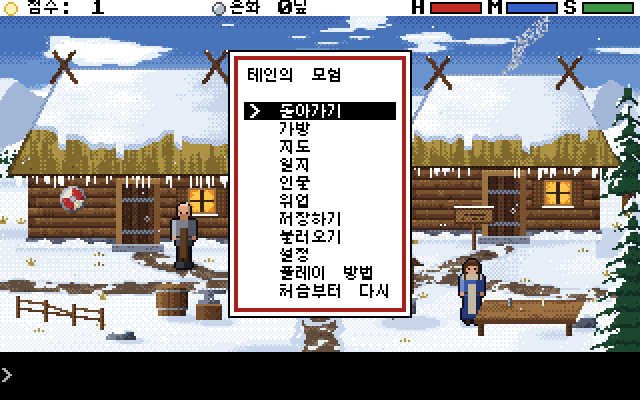 점수: 1 은화 0닢 H M S
테인의 모험
> 돌아가기
가방
지도
일지
인물
위업
저장하기
불러오기
설정
플레이 방법
처음부터 다시
>